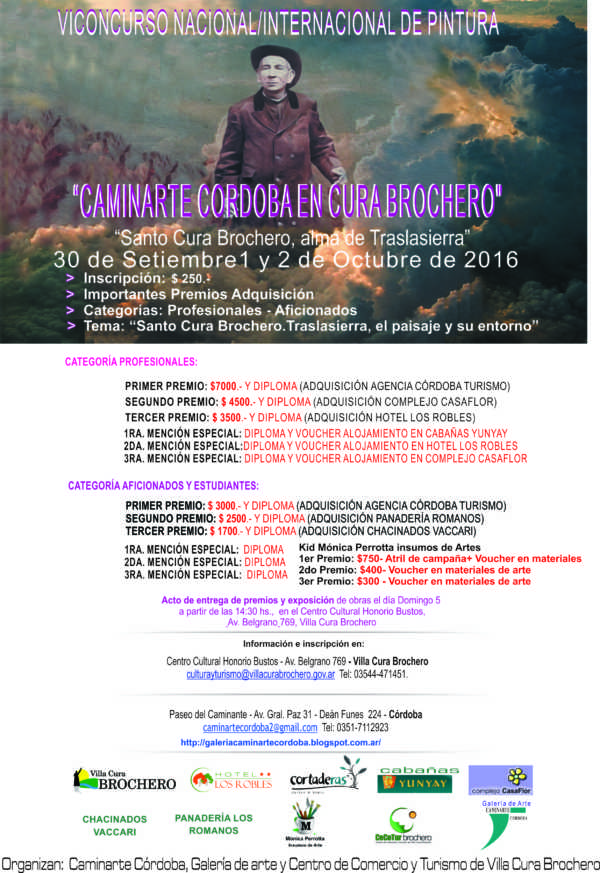 VICONCURSO NACIONAL/INTERNACIONAL DE PINTURA
"CAMINARTE CORDOBA EN CURA BROCHERO"
"Santo Cura Brochero, alma de Traslasierra"
30 de Setiembre1 y 2 de Octubre de 2016
> Inscripción: $ 250.-
> Importantes Premios Adquisición
> Categorias: Profesionales - Aficionados
> Tema: "Santo Cura Brochero.Traslasierra, el paisaje y su entorno"
CATEGORÍA PROFESIONALES:
PRIMER PREMIO: $7000.- Y DIPLOMA (ADQUISICIÓN AGENCIA CÓRDOBA TURISMO)
SEGUNDO PREMIO: $ 4500.- Y DIPLOMA (ADQUISICIÓN COMPLEJO CASAFLOR)
TERCER PREMIO: $ 3500.- Y DIPLOMA (ADQUISICIÓN HOTEL LOS ROBLES)
1RA. MENCIÓN ESPECIAL: DIPLOMA Y VOUCHER ALOJAMIENTO EN CABAÑAS YUNYAY
2DA. MENCIÓN ESPECIAL:DIPLOMA Y VOUCHER ALOJAMIENTO EN HOTEL LOS ROBLES
3RA. MENCIÓN ESPECIAL: DIPLOMA Y VOUCHER ALOJAMIENTO EN COMPLEJO CASAFLOR
CATEGORÍA AFICIONADOS Y ESTUDIANTES:
PRIMER PREMIO: $ 3000.- Y DIPLOMA (ADQUISICIÓN AGENCIA CÓRDOBA TURISMO)
SEGUNDO PREMIO: $ 2500.- Y DIPLOMA (ADQUISICIÓN PANADERÍA ROMANOS)
TERCER PREMIO: $ 1700.- Y DIPLOMA (ADQUISICIÓN CHACINADOS VACCARI)
1RA. MENCIÓN ESPECIAL: DIPLOMA
2DA. MENCIÓN ESPECIAL: DIPLOMA
3RA. MENCIÓN ESPECIAL: DIPLOMA
Kid Mónica Perrotta insumos de Artes
1er Premio: $750- Atril de campaña+ Voucher en materiales
2do Premio: $400- Voucher en materiales de arte
3er Premio: $300 - Voucher en materiales de arte
Acto de entrega de premios y exposición de obras el día Domingo 5
a partir de las 14:30 hs., en el Centro Cultural Honorio Bustos,
,Av. Belgrano,769, Villa Cura Brochero
Información e inscripción en:
Centro Cultural Honorio Bustos - Av. Belgrano 769 - Villa Cura Brochero
culturayturismo@villacurabrochero.gov.ar Tel: 03544-471451.
Paseo del Caminante - Av. Gral. Paz 31 - Deán Funes 224 - Córdoba
caminartecordoba2@gmail.com Tel: 0351-7112923
http://galeriacaminartecordoba.blogspot.com.ar/
Villa Cura
BROCHERO
HOTEL
LOS ROBLES
cortaderas
cabañas
YUNYAY
complejo CasaFlor
CHACINADOS
VACCARI
PANADERÍA LOS
ROMANOS
M
Mónica Perrotta
Insumos de Arte
CeCoTur brochero
Galería de Arte
CAMINARTE
CORDOBA
Organizan: Caminarte Córdoba, Galería de arte y Centro de Comercio y Turismo de Villa Cura Brochero